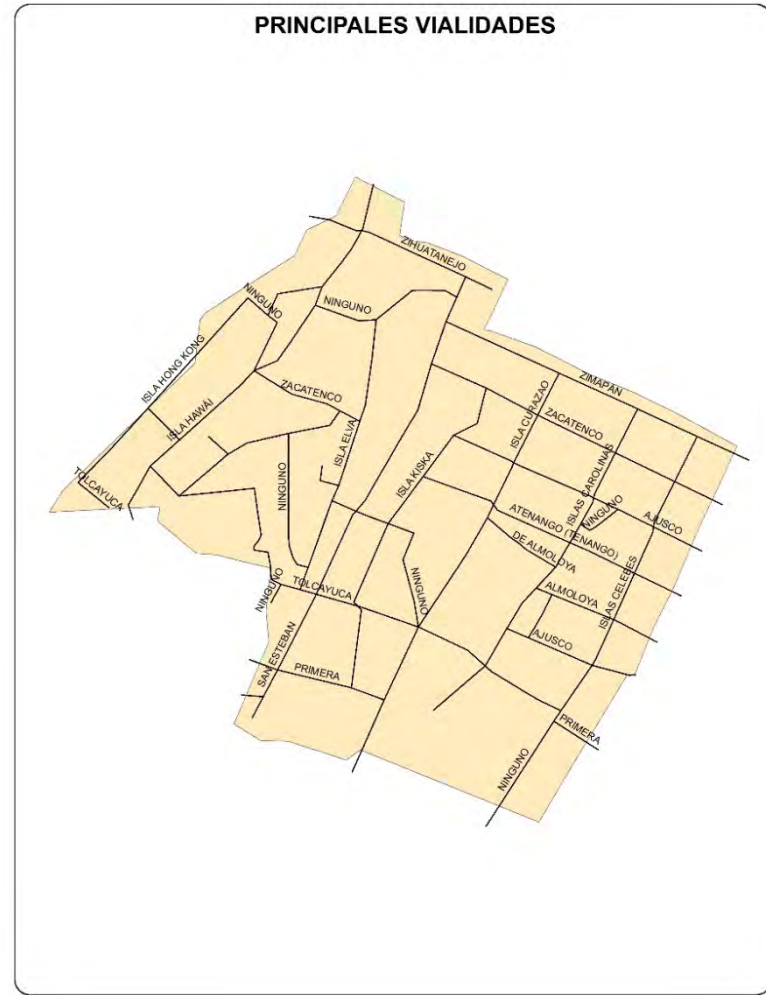 PRINCIPALES VIALIDADES
ZIHUATANEJO
NINGUNO
NINGUNO
ISLA HONG KONG
ZIMAPAN
ISLA HAWAI
ZACATENCO
ISLA CURAZAO
ZACATENCO
ISLA ELVA
ISLA KISKA
ISLAS CAROLINAS
TOLCAYUCA
NINGUNO
NINGUNO
AJUSCO
ATENANGO (TENANGO)
DE ALMOLOYA
NINGUNO
TOLCAYUCA
NINGUNO
ALMOLOYA
ISLAS CELEBES
AJUSCO
SAN ESTEBAN
PRIMERA
PRIMERA
NINGUNO